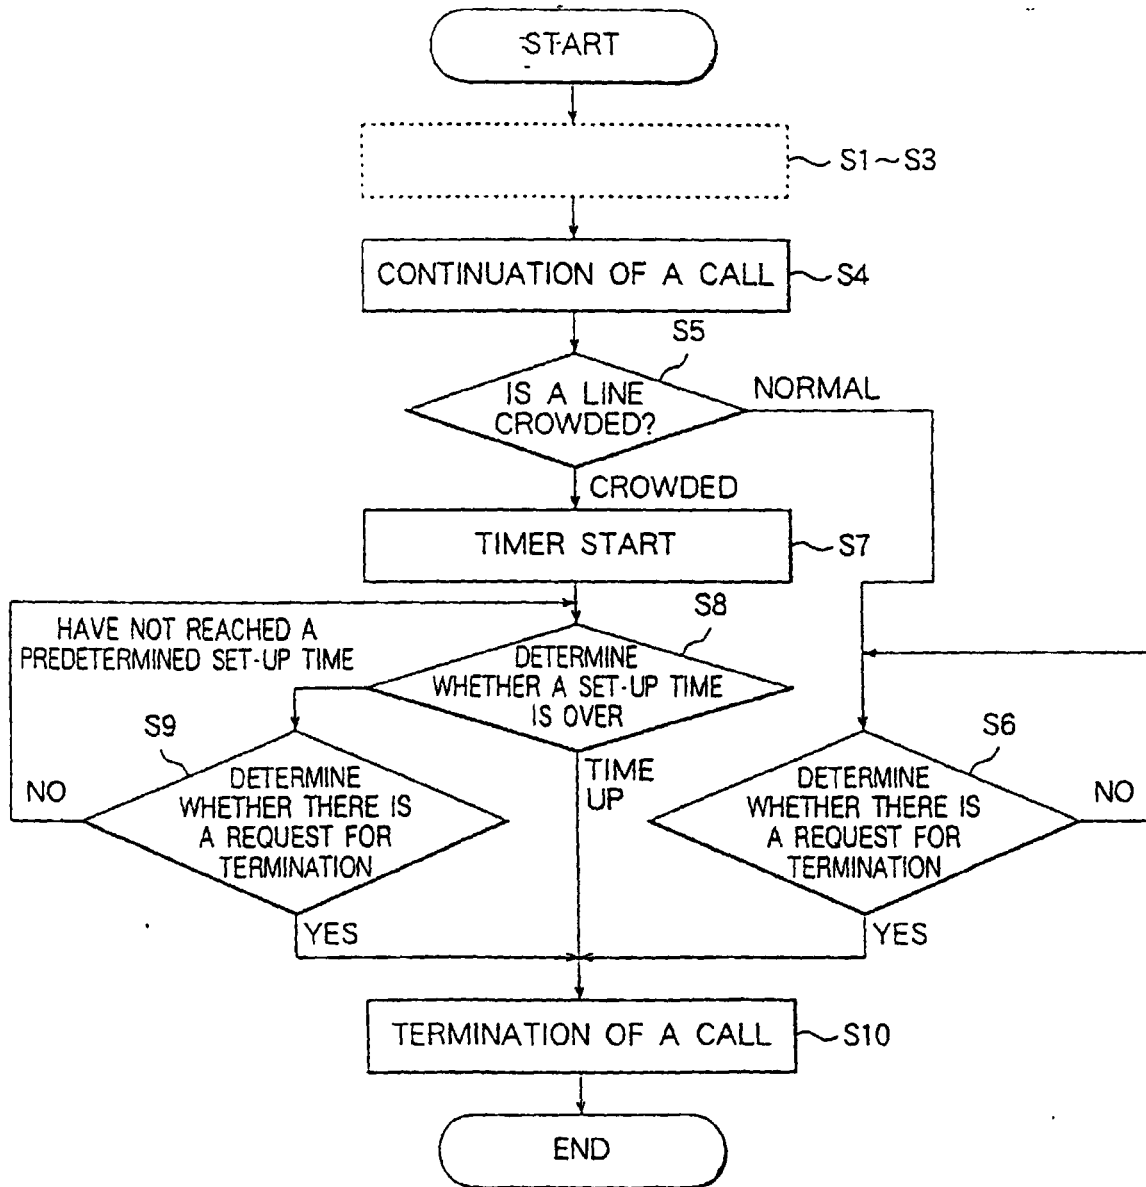 START
S1~S3
CONTINUATION OF A CALL
S4
S5
IS A LINE
CROWDED?
NORMAL
CROWDED
TIMER START
S7
HAVE NOT REACHED A
PREDETERMINED SET-UP TIME
S8
DETERMINE
WHETHER A SET-UP TIME
IS OVER
S9
NO
DETERMINE
WHETHER THERE IS
A REQUEST FOR
TERMINATION
YES
TIME
UP
S6
DETERMINE
WHETHER THERE IS
A REQUEST FOR
TERMINATION
NO
YES
TERMINATION OF A CALL
S10
END